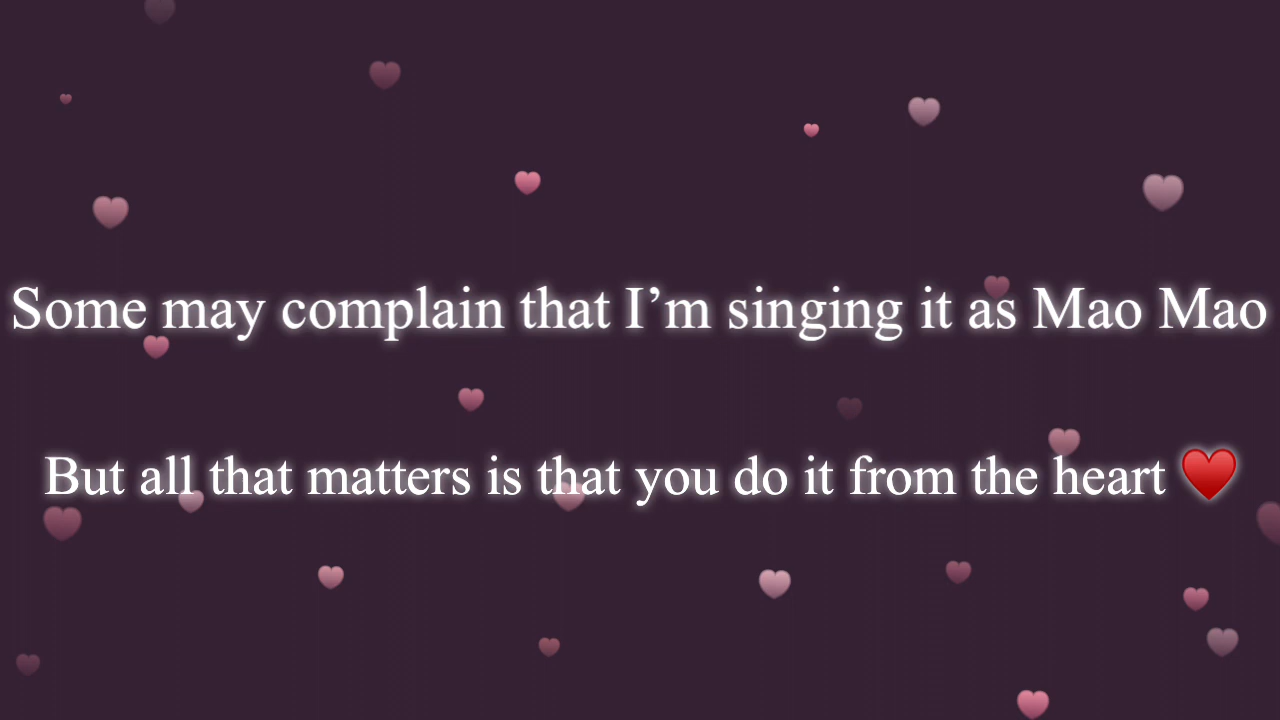 Some may complain that I’m singing it as Mao Mao
But all that matters is that you do it from the heart ♥️